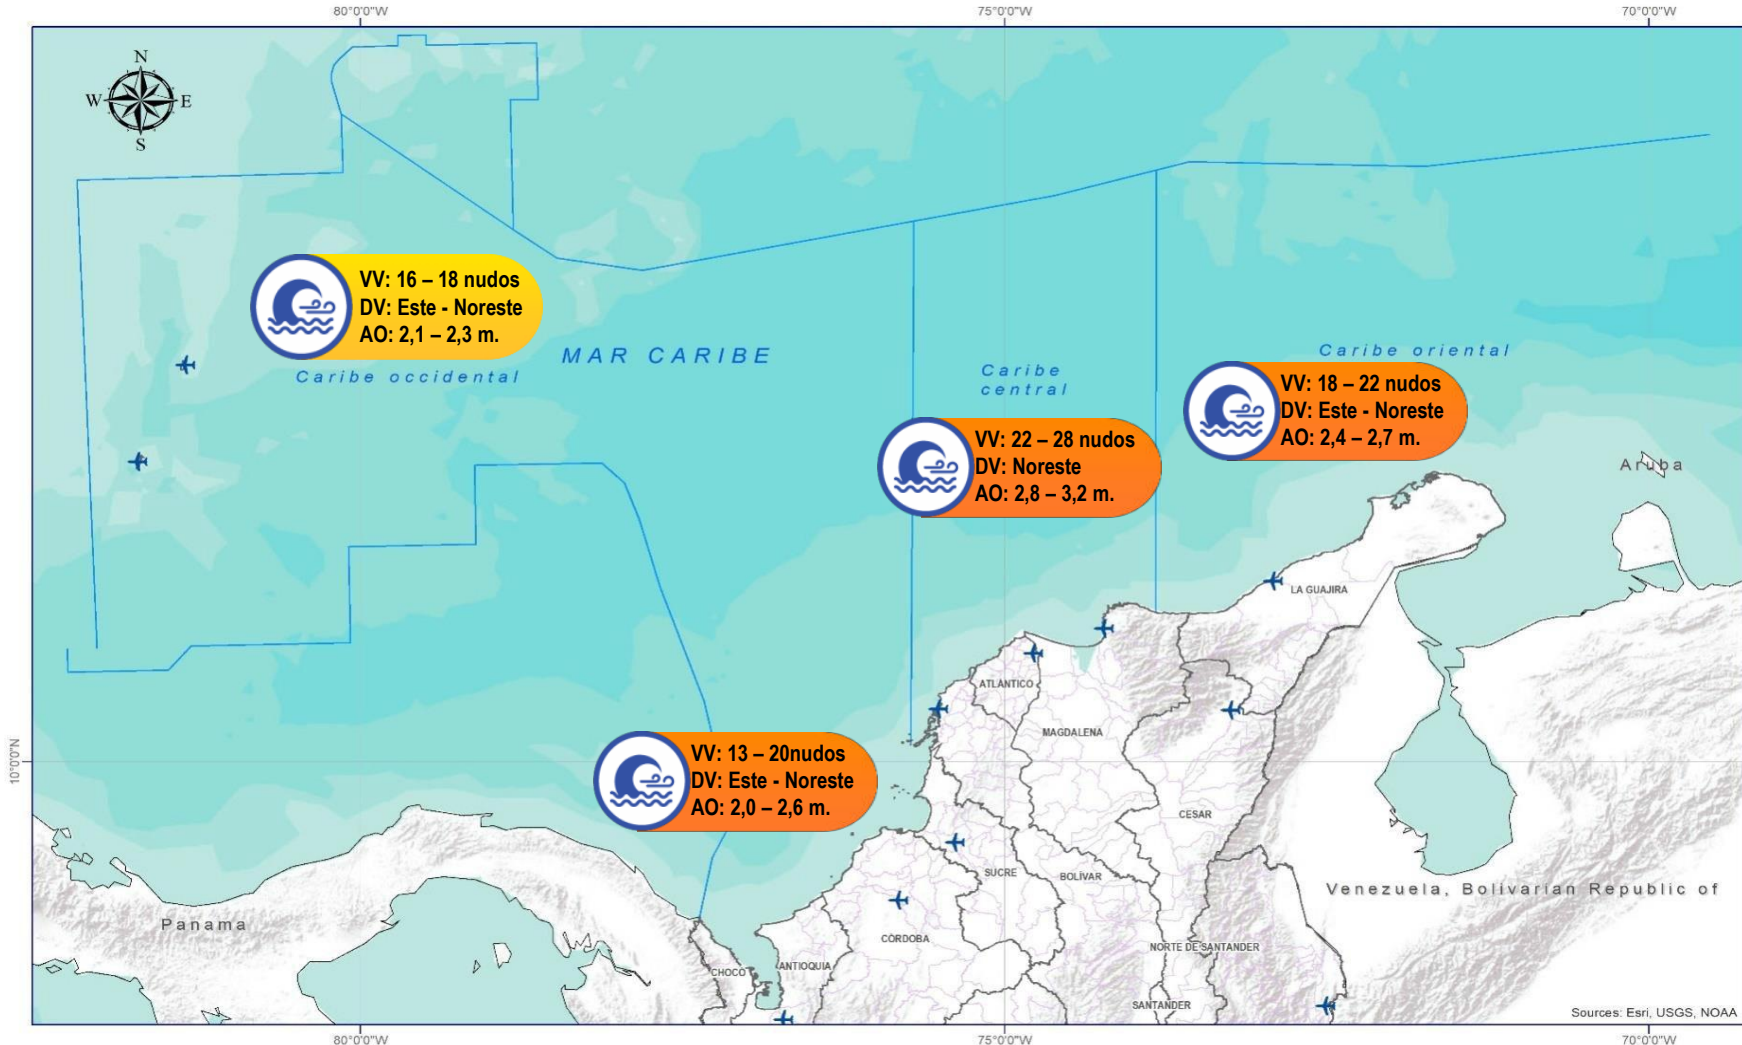 80°0'0"W
75°0'0"W
70°0'0"W
N
W
E
S
VV: 16 – 18 nudos
DV: Este - Noreste
AO: 2,1 – 2,3 m.
MAR CARIBE
Caribe occidental
Caribe
central
Caribe oriental
VV: 18 – 22 nudos
DV: Este - Noreste
AO: 2,4 – 2,7 m.
VV: 22 – 28 nudos
DV: Noreste
AO: 2,8 – 3,2 m.
Aruba
LA GUAJIRA
ATLÁNTICO
MAGDALENA
10°0'0"N
VV: 13 – 20nudos
DV: Este - Noreste
AO: 2,0 – 2,6 m.
CESAR
SUCRE
BOLÍVAR
Venezuela, Bolivarian Republic of
Panama
CÓRDOBA
NORTE DE SANTANDER
CHOCÓ
ANTIOQUIA
SANTANDER
Sources: Esri, USGS, NOAA
80°0'0"W
75°0'0"W
70°0'0"W